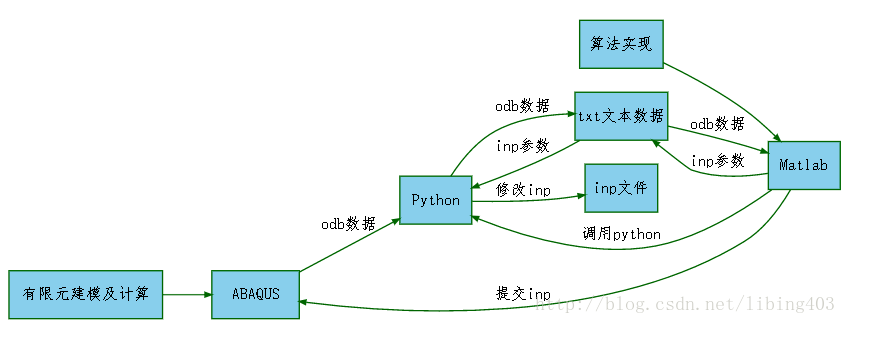 算法实现
odb数据
txt文本数据
odb数据
inp参数
inp参数
Matlab
Python
修改inp
inp文件
odb数据
调用python
有限元建模及计算
ABAQUS
提交inp
http://blog.csdn.net/libing403